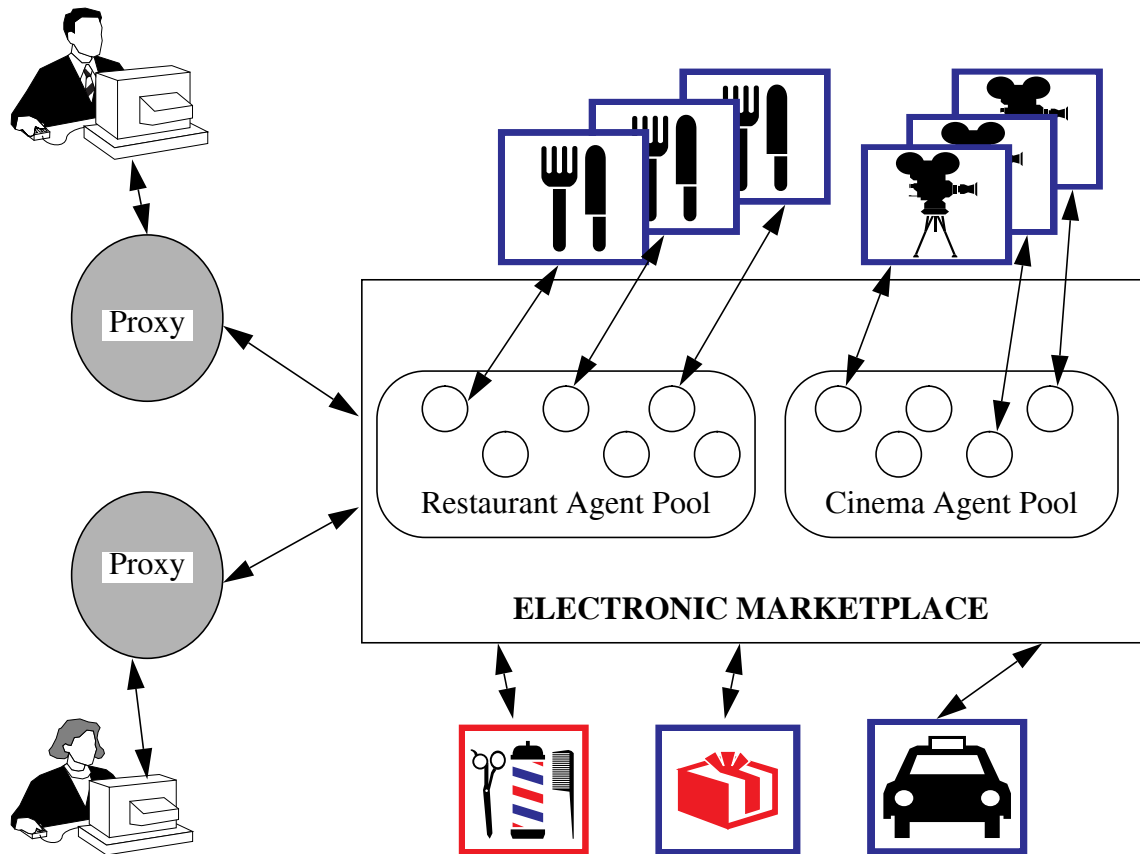 Proxy
Restaurant Agent Pool
Cinema Agent Pool
Proxy
ELECTRONIC MARKETPLACE